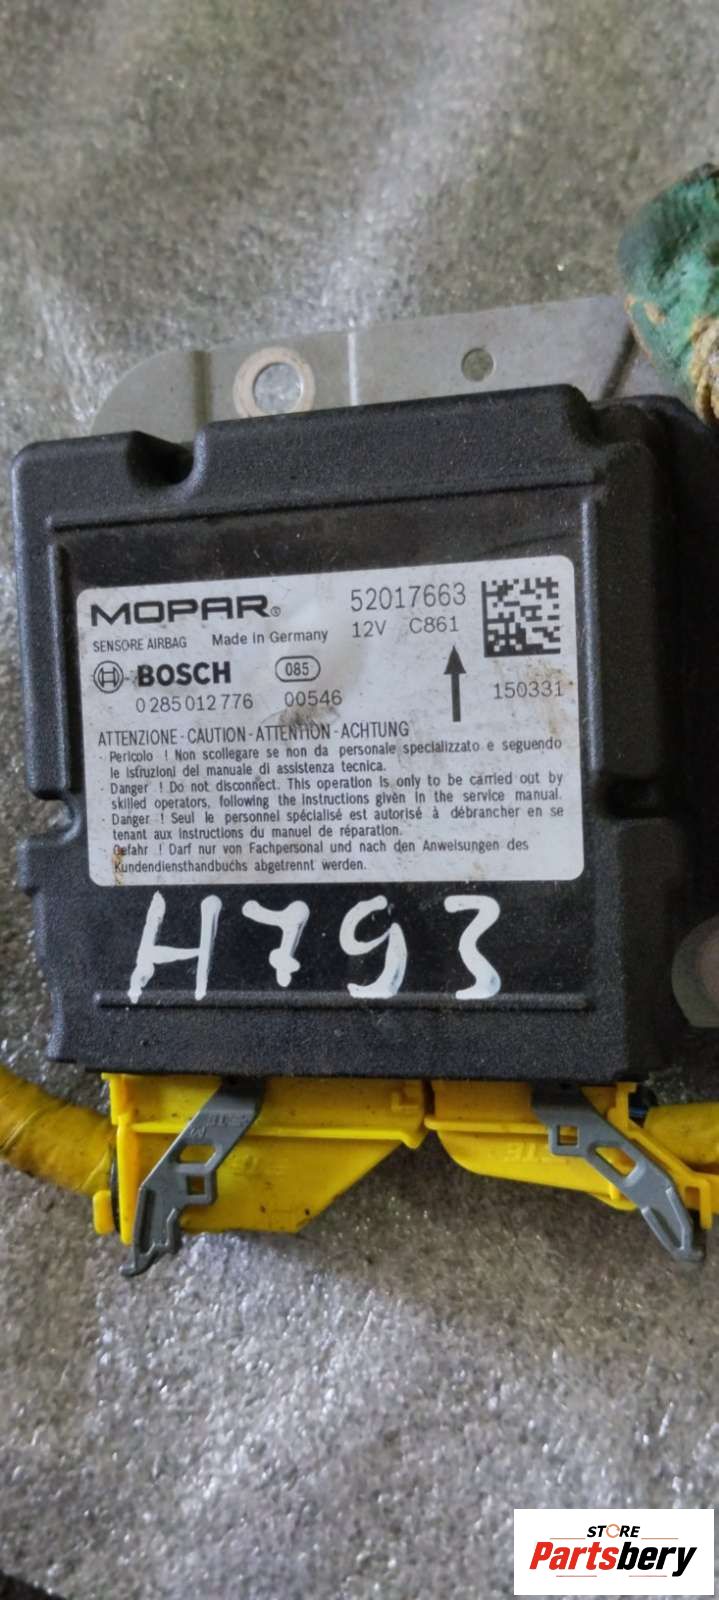 MOPAR®
52017663
SENSORE AIRBAG Made in Germany
12V C861
BOSCH
085
0 285 012 776 00546
150331
ATTENZIONE - CAUTION - ATTENTION - ACHTUNG
- Pericolo ! Non scollegare se non da personale specializzato e seguendo
le istruzioni del manuale di assistenza tecnica.
- Danger ! Do not disconnect. This operation is only to be carried out by
skilled operators, following the instructions given in the service manual.
- Danger ! Seul le personnel spécialisé est autorisé à débrancher en se
tenant aux instructions du manuel de réparation.
Gefahr ! Darf nur von Fachpersonal und nach den Anweisungen des
Kundendiensthandbuchs abgetrennt werden.
H793
STORE
Partsbery